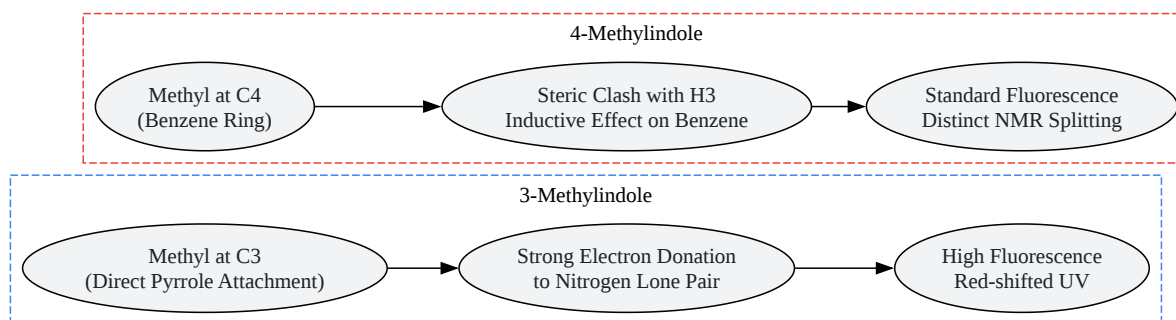 4-Methylindole
Methyl at C4
(Benzene Ring)
Steric Clash with H3
Inductive Effect on Benzene
Standard Fluorescence
Distinct NMR Splitting
3-Methylindole
Methyl at C3
(Direct Pyrrole Attachment)
Strong Electron Donation
to Nitrogen Lone Pair
High Fluorescence
Red-shifted UV